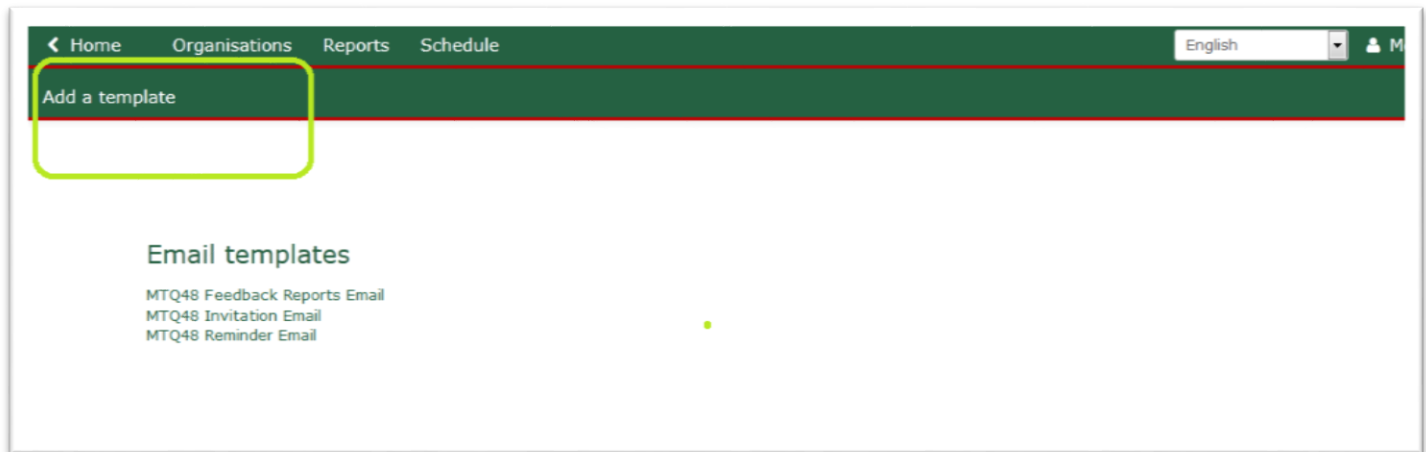 Home Organisations Reports Schedule English M
Add a template
Email templates
MTQ48 Feedback Reports Email
MTQ48 Invitation Email
MTQ48 Reminder Email